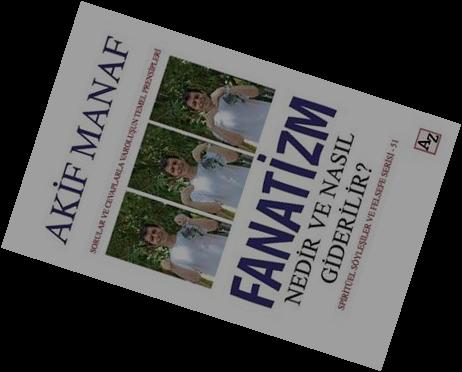 AKİF MANAF
SORULAR VE CEVAPLARLA VAROLUŞUN TEMEL PRENSİPLERİ
FANATİZM
NEDİR VE NASIL
GİDERİLİR?
SPİRİTÜEL SÖYLEŞİLER VE FELSEFE SERİSİ - 51
AZ